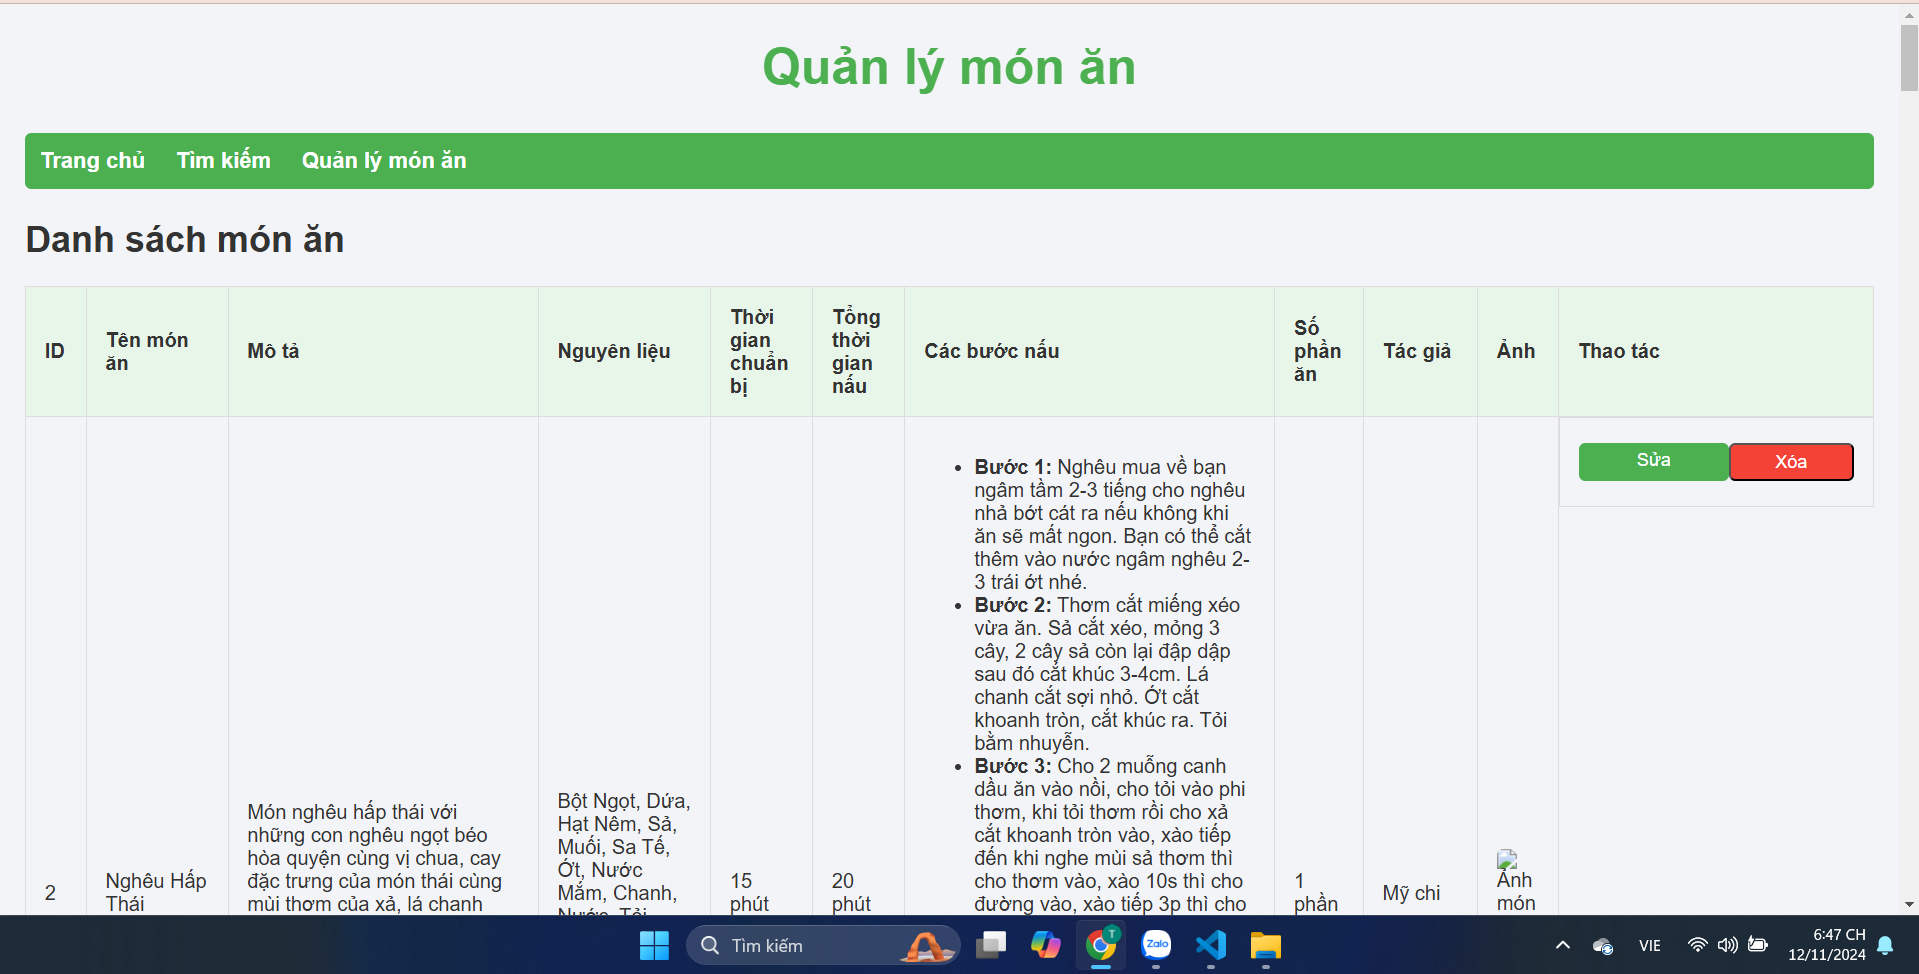 Quản lý món ăn
Trang chủ Tìm kiếm Quản lý món ăn
Danh sách món ăn
ID
Tên món
ăn
Mô tả
Nguyên liệu
Thời
gian
chuẩn
bị
Tổng
thời
gian
nấu
Các bước nấu
Số
phần
ăn
Tác giả
Ảnh
Thao tác
2
Nghêu Hấp
Thái
Món nghêu hấp thái với
những con nghêu ngọt béo
hòa quyện cùng vị chua, cay
đặc trưng của món thái cùng
mùi thơm của xả, lá chanh
Bột Ngọt, Dứa,
Hạt Nêm, Sả,
Muối, Sa Tế,
Ớt, Nước
Mắm, Chanh,
Nước, Tỏi
15
phút
20
phút
• Bước 1: Nghêu mua về bạn
ngâm tầm 2-3 tiếng cho nghêu
nhả bớt cát ra nếu không khi
ăn sẽ mất ngon. Bạn có thể cắt
thêm vào nước ngâm nghêu 2-
3 trái ớt nhé.
• Bước 2: Thơm cắt miếng xéo
vừa ăn. Sả cắt xéo, mỏng 3
cây, 2 cây sả còn lại đập dập
sau đó cắt khúc 3-4cm. Lá
chanh cắt sợi nhỏ. Ớt cắt
khoanh tròn, cắt khúc ra. Tỏi
bằm nhuyễn.
• Bước 3: Cho 2 muỗng canh
dầu ăn vào nồi, cho tỏi vào phi
thơm, khi tỏi thơm rồi cho xả
cắt khoanh tròn vào, xào tiếp
đến khi nghe mùi sả thơm thì
cho thơm vào, xào 10s thì cho
đường vào, xào tiếp 3p thì cho
1
phần
Mỹ chi
Ảnh
món
Sửa Xóa
Tìm kiếm
T
Zalo
VIE
6:47 CH
12/11/2024